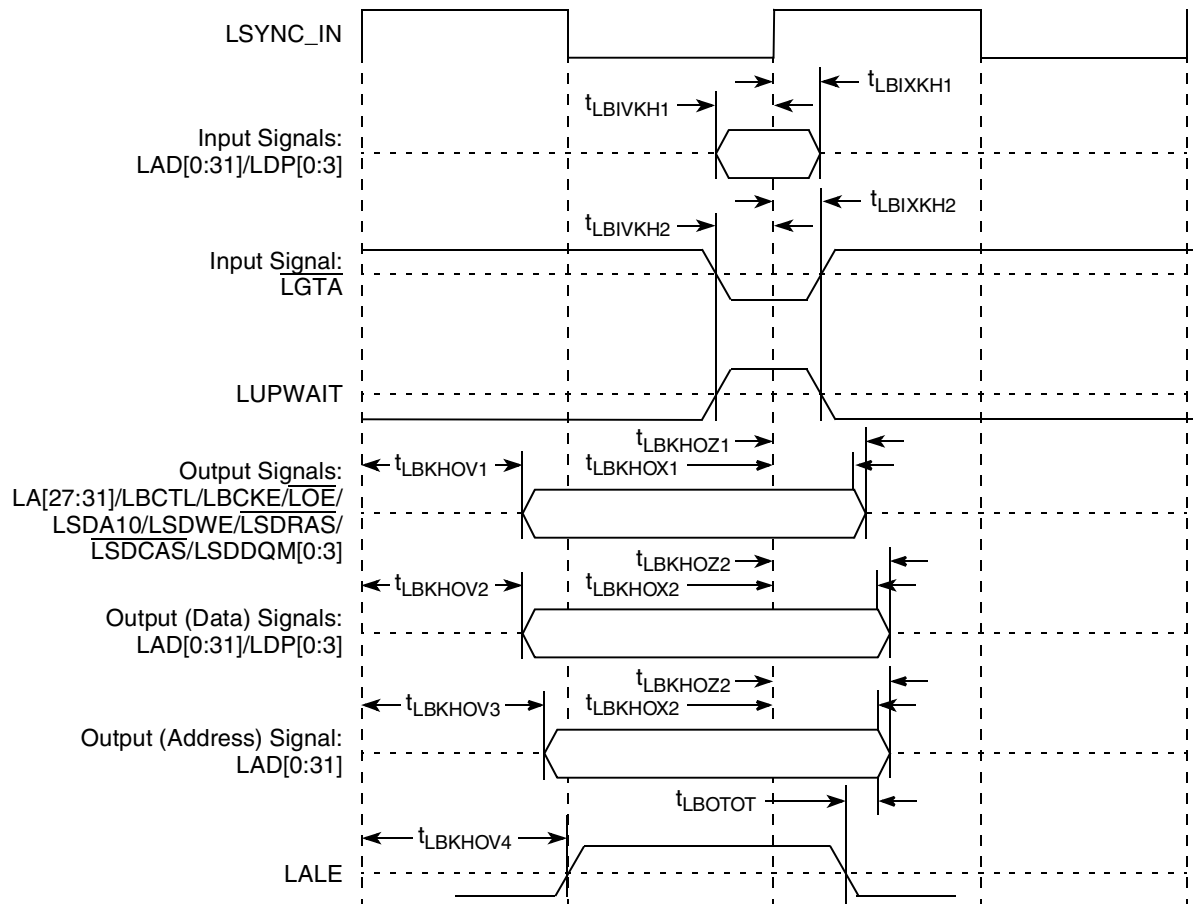 LSYNC_IN
tLBIXKH1
tLBIVKH1
Input Signals:
LAD[0:31]/LDP[0:3]
tLBIXKH2
tLBIVKH2
Input Signal:
LGTA
LUPWAIT
tLBKHOZ1
tLBKHOV1
tLBKHOX1
Output Signals:
LA[27:31]/LBCTL/LBCKE/LOE/
LSDA10/LSDWE/LSDRAS/
LSDCAS/LSDDQM[0:3]
tLBKHOZ2
tLBKHOV2
tLBKHOX2
Output (Data) Signals:
LAD[0:31]/LDP[0:3]
tLBKHOZ2
tLBKHOV3
tLBKHOX2
Output (Address) Signal:
LAD[0:31]
tLBOTOT
tLBKHOV4
LALE